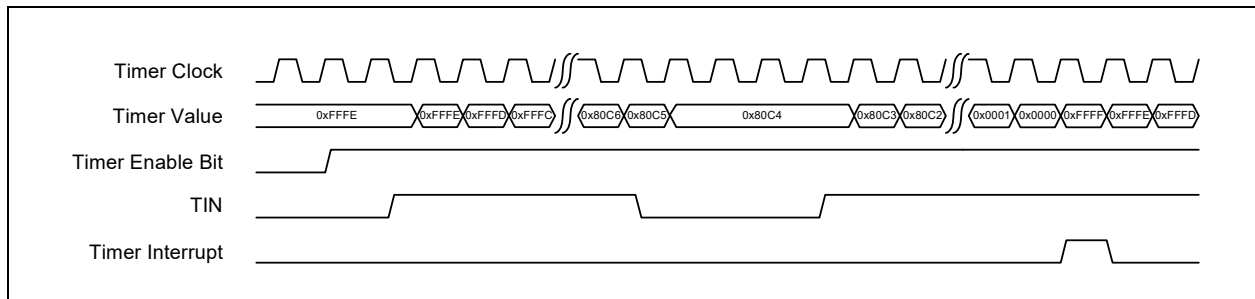 Timer Clock
Timer Value 0xFFFE 0xFFFE 0xFFFD 0xFFFC 0x80C6 0x80C5 0x80C4 0x80C3 0x80C2 0x0001 0x0000 0xFFFF 0xFFFE 0xFFFD
Timer Enable Bit
TIN
Timer Interrupt